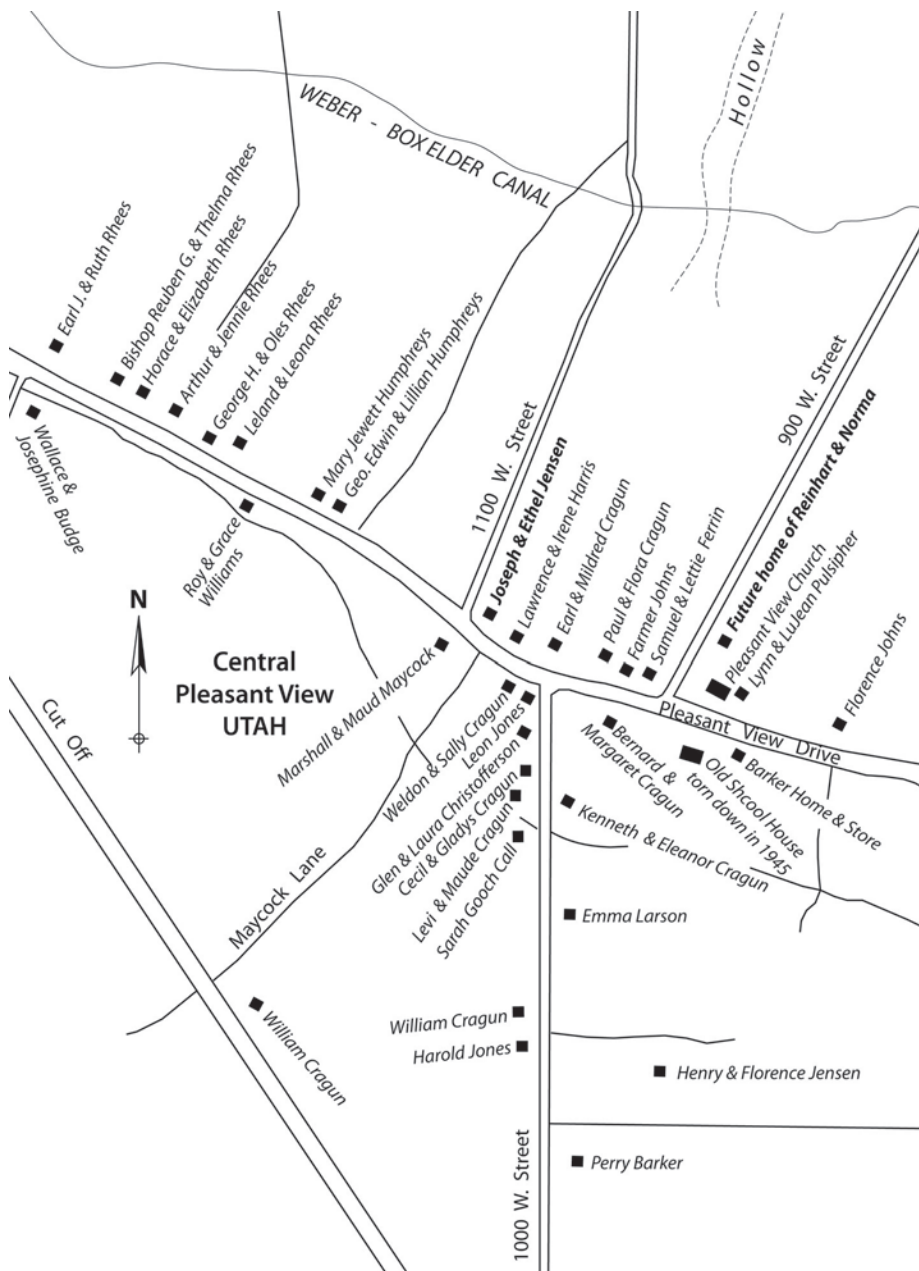 Hollow
WEBER - BOXELDER CANAL
Earl J. & Ruth Rhees
Bishop Reuben G. & Thelma Rhees
Horace & Elizabeth Rhees
Arthur & Jennie Rhees
George H. & Oles Rhees
Leland & Leona Rhees
Mary Jewett Humphreys
Geo. Edwin & Lillian Humphreys
1100 W. Street
900 W. Street
Wallace &
Josephine Budge
Roy & Grace
Williams
Joseph & Ethel Jensen
Lawrence & Irene Harris
Earl & Mildred Cragun
Paul & Flora Cragun
Farmer Johns
Samuel & Lettie Ferrin
Future home of Reinhart & Norma
Pleasant View Church
Lynn & LuJean Pulsipher
Florence Johns
N
Central
Pleasant View
UTAH
Cut Off
Marshall & Maud Maycock
Weldon & Sally Cragun
Leon Jones
Glen & Laura Christofferson
Cecil & Gladys Cragun
Levi & Maude Cragun
Sarah Gooch Call
Pleasant View Drive
Bernard &
Margaret Cragun
Old Shcool House
torn down in 1945
Barker Home & Store
Kenneth & Eleanor Cragun
Maycock Lane
Emma Larson
William Cragun
William Cragun
Harold Jones
Henry & Florence Jensen
1000 W. Street
Perry Barker